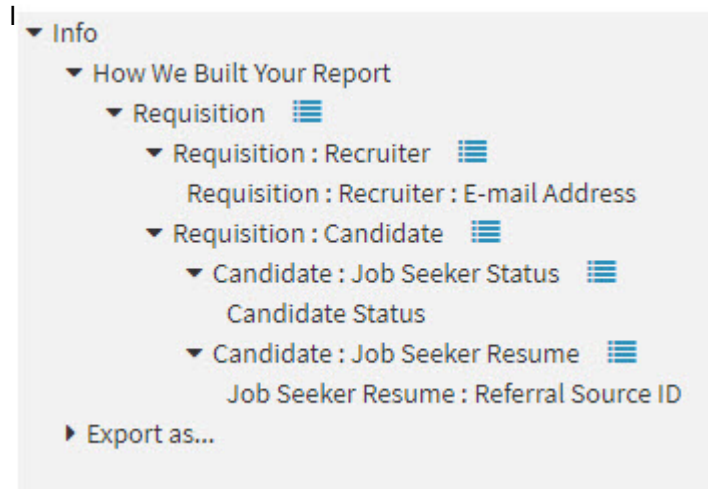 Info
How We Built Your Report
Requisition
Requisition : Recruiter
Requisition : Recruiter : E-mail Address
Requisition : Candidate
Candidate : Job Seeker Status
Candidate Status
Candidate : Job Seeker Resume
Job Seeker Resume : Referral Source ID
Export as...